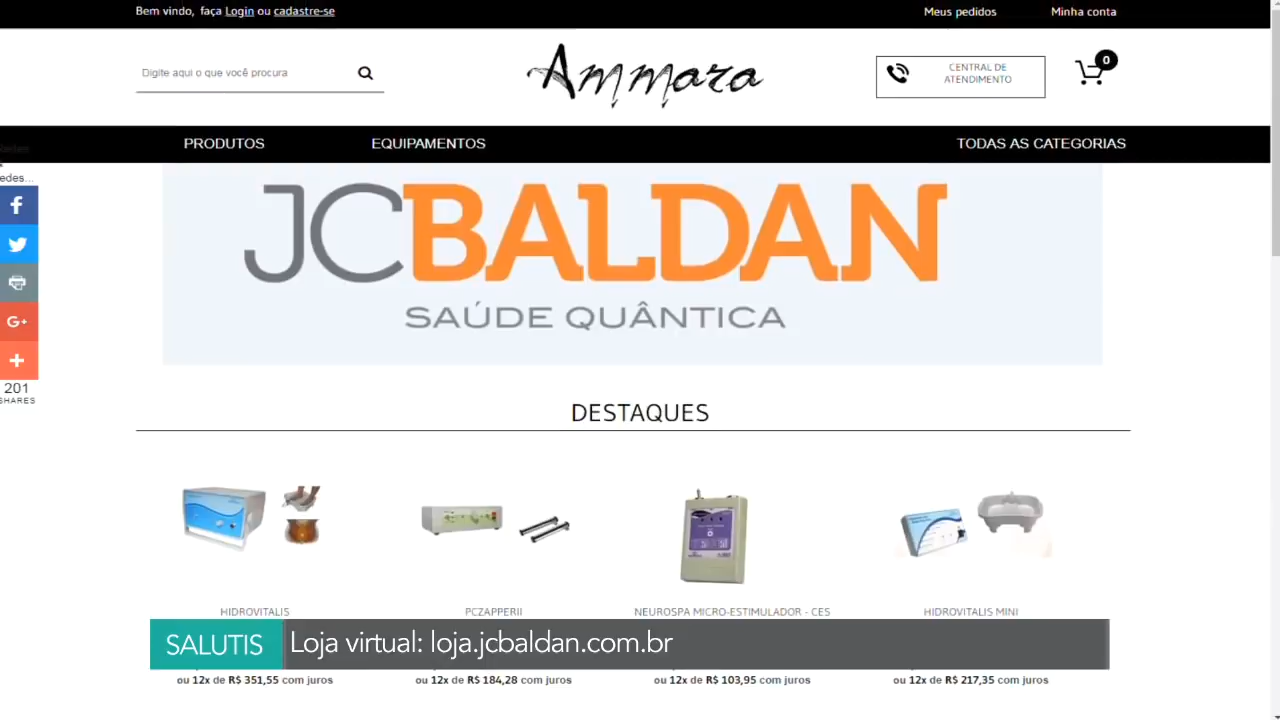 Bem vindo, faça Login ou cadastre-se
Meus pedidos
Minha conta
Digite aqui o que você procura
Ammara
CENTRAL DE
ATENDIMENTO
0
PRODUTOS
EQUIPAMENTOS
TODAS AS CATEGORIAS
edes...
JCBALDAN
SAÚDE QUÂNTICA
G+
201
SHARES
DESTAQUES
HIDROVITALIS
PCZAPPERII
NEUROSPA MICRO-ESTIMULADOR - CES
HIDROVITALIS MINI
SALUTIS
Loja virtual: loja.jcbaldan.com.br
ou 12x de R$ 351,55 com juros
ou 12x de R$ 184,28 com juros
ou 12x de R$ 103,95 com juros
ou 12x de R$ 217,35 com juros